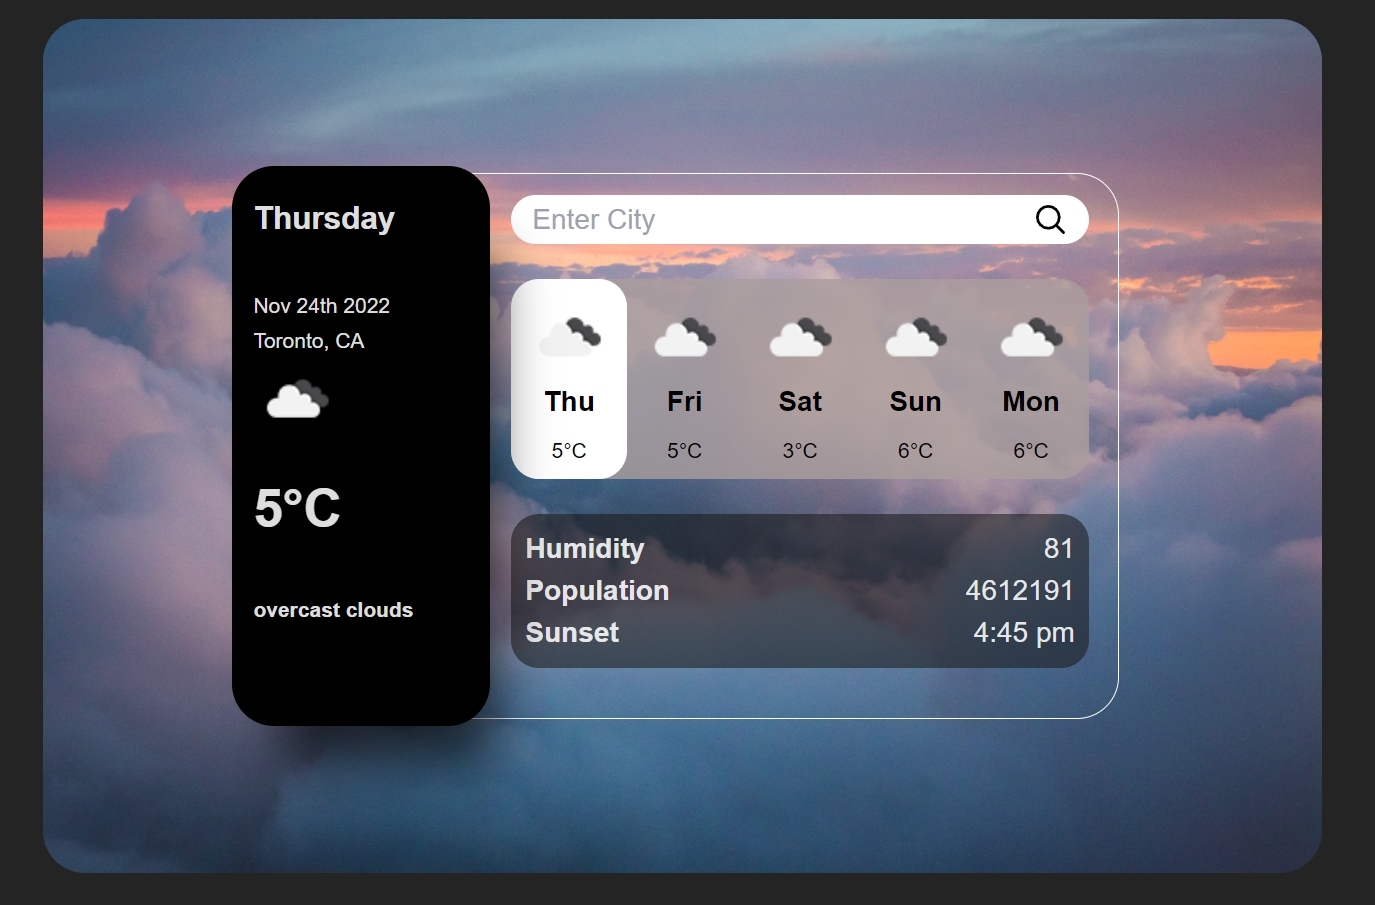 Thursday
Nov 24th 2022
Toronto, CA
5°C
overcast clouds
Enter City
Thu Fri Sat Sun Mon
5°C 5°C 3°C 6°C 6°C
Humidity 81
Population 4612191
Sunset 4:45 pm